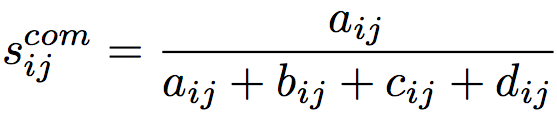 s_{ij}^{com} = \frac{a_{ij}}{a_{ij} + b_{ij} + c_{ij} + d_{ij}}